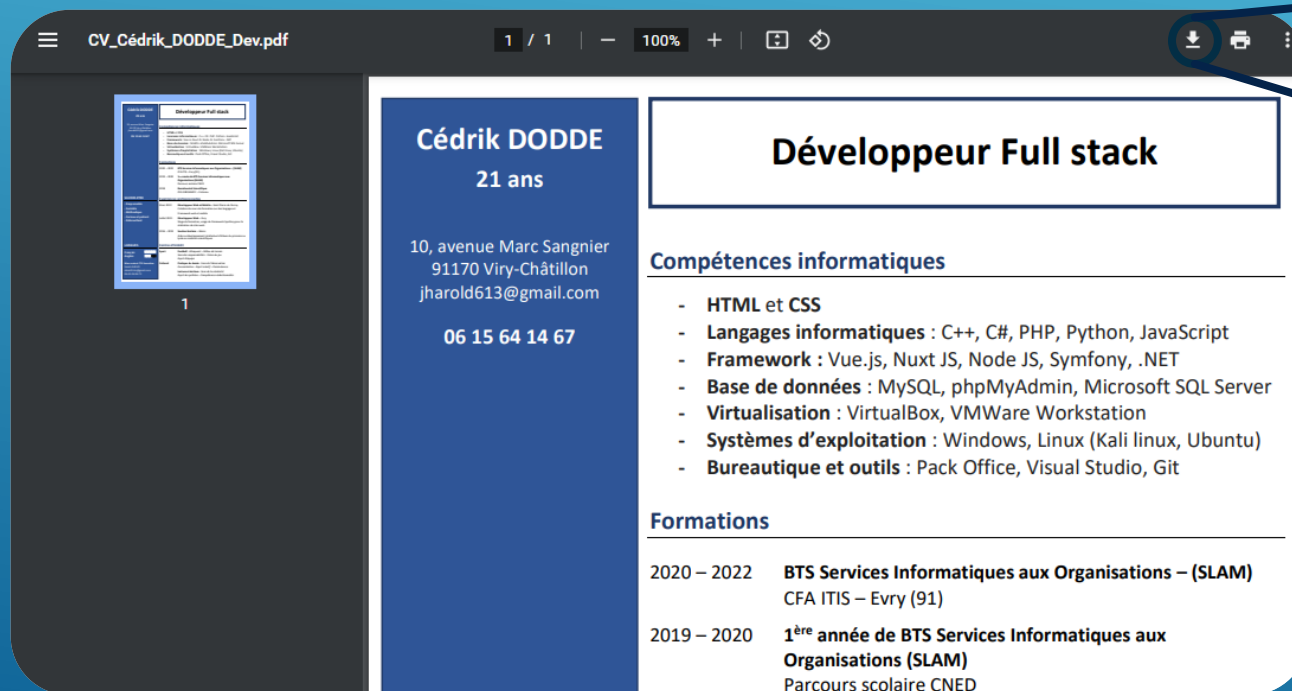 CV_Cédrik_DODDE_Dev.pdf
1 / 1
100%
1
Cédrik DODDE
21 ans
10, avenue Marc Sangnier
91170 Viry-Châtillon
jharold613@gmail.com
06 15 64 14 67
Développeur Full stack
Compétences informatiques
- HTML et CSS
- Langages informatiques : C++, C#, PHP, Python, JavaScript
- Framework : Vue.js, Nuxt JS, Node JS, Symfony, .NET
- Base de données : MySQL, phpMyAdmin, Microsoft SQL Server
- Virtualisation : VirtualBox, VMWare Workstation
- Systèmes d’exploitation : Windows, Linux (Kali linux, Ubuntu)
- Bureautique et outils : Pack Office, Visual Studio, Git
Formations
2020 – 2022 BTS Services Informatiques aux Organisations – (SLAM)
CFA ITIS – Evry (91)
2019 – 2020 1ère année de BTS Services Informatiques aux
Organisations (SLAM)
Parcours scolaire CNED